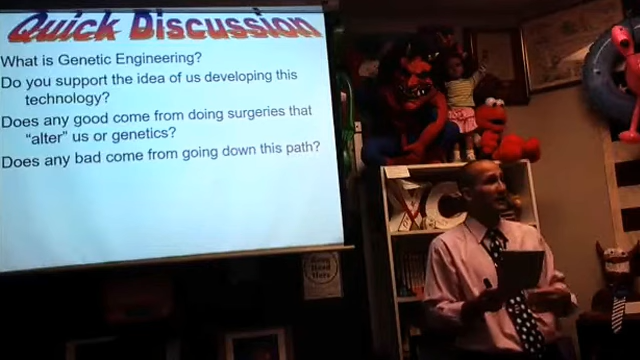 Quick Discussion
What is Genetic Engineering?
Do you support the idea of us developing this
technology?
Does any good come from doing surgeries that
"alter" us or genetics?
Does any bad come from going down this path?